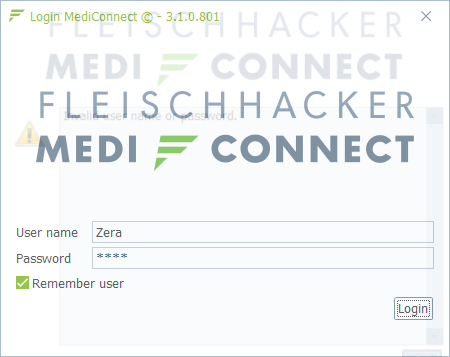 Login MediConnect © - 3.1.0.801
FLEISCHHACKER
MEDI CONNECT
FLEISCHHACKER
Invalid user name or password.
MEDI CONNECT
User name
Zera
Password
****
Remember user
Login